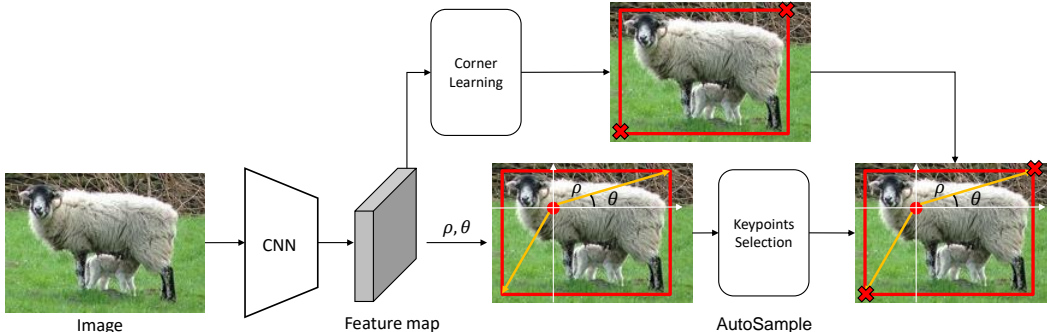 Corner
Learning
ρ
θ
ρ
θ
CNN
ρ, θ
Keypoints
Selection
Image
Feature map
AutoSample